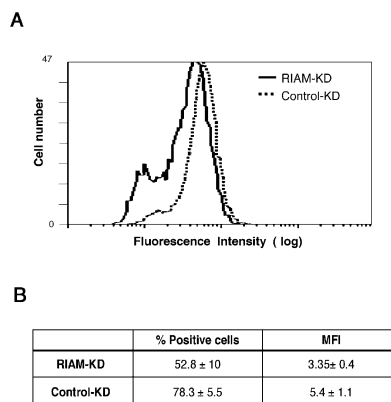 A
47
RIAM-KD
Control-KD
Cell number
0
Fluorescence Intensity ( log)
B
% Positive cells MFI
RIAM-KD 52.8 ± 10 3.35± 0.4
Control-KD 78.3 ± 5.5 5.4 ± 1.1